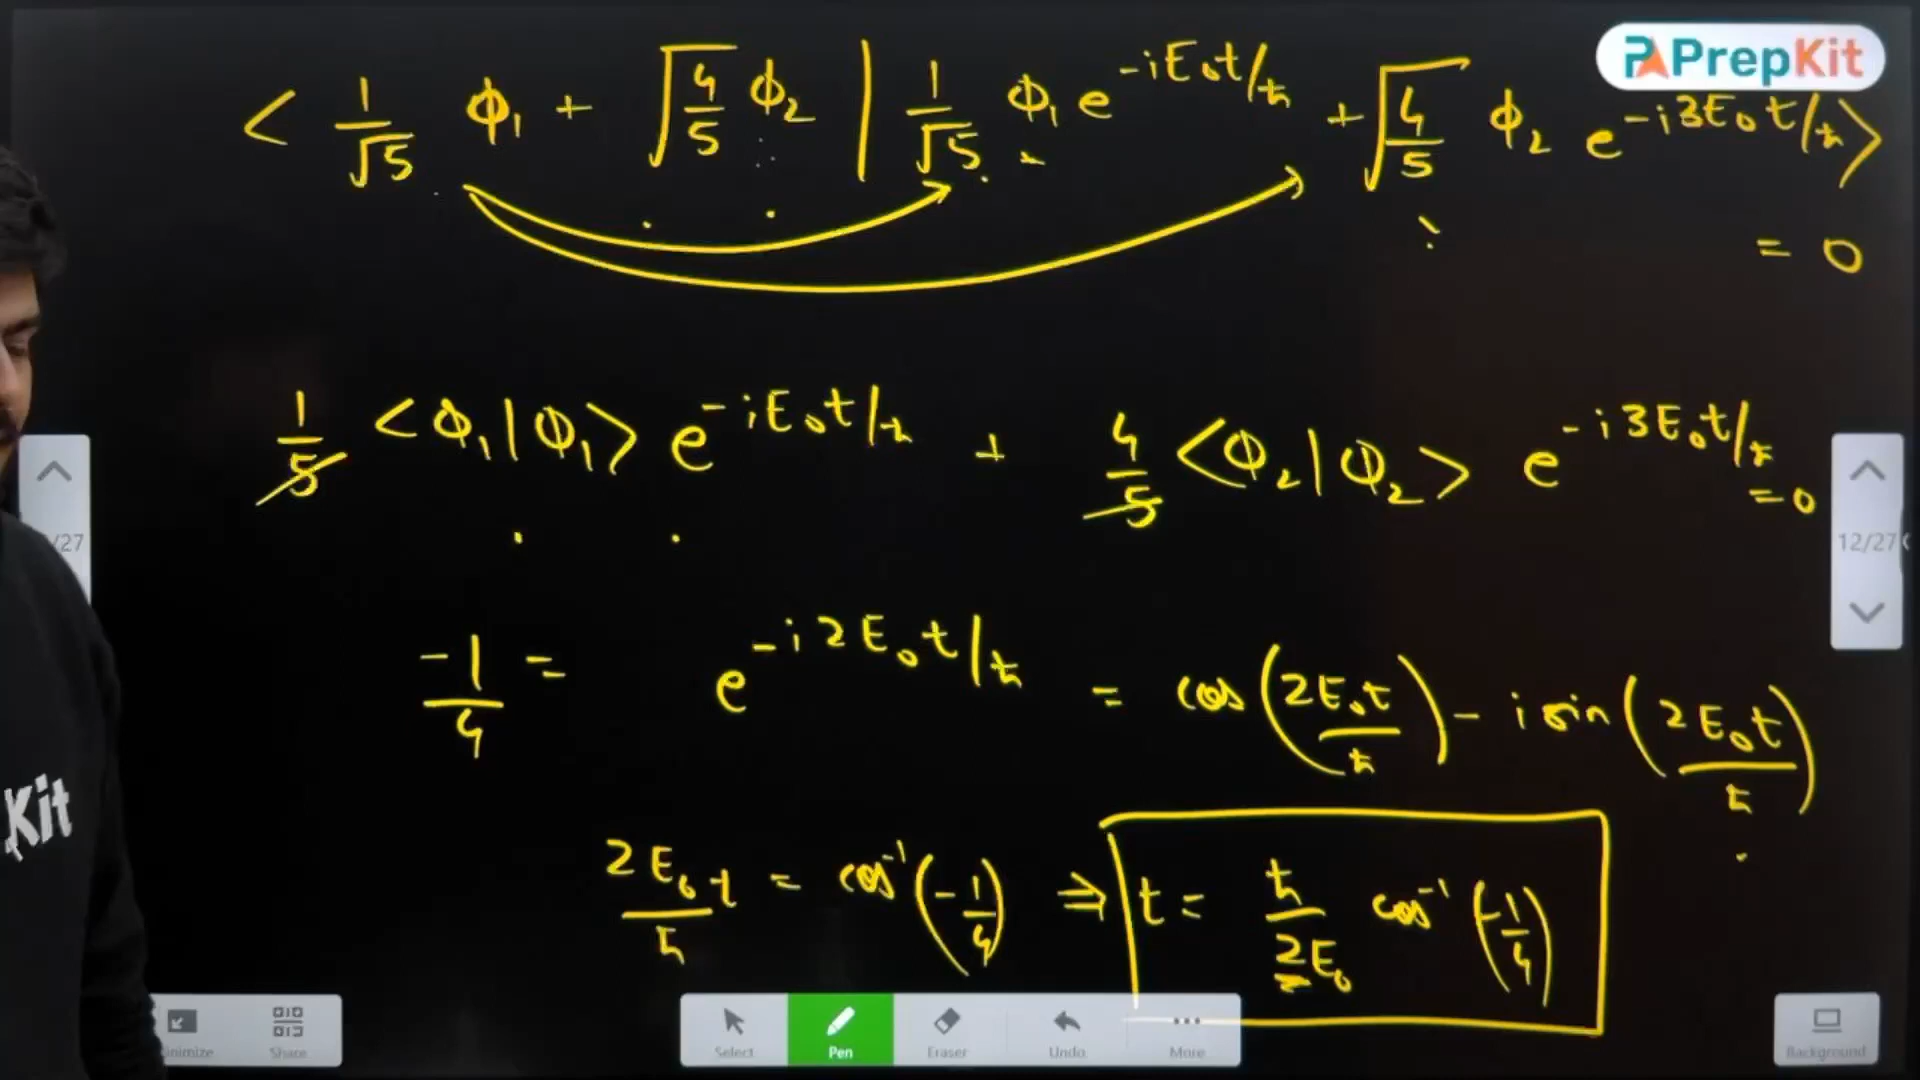 PrepKit
< 1/√5 ϕ₁ + √4/5 ϕ₂ | 1/√5 ϕ₁ e^-iE₀t/ħ + √4/5 ϕ₂ e^-i3E₀t/ħ >
= 0
1/5 <ϕ₁|ϕ₁> e^-iE₀t/ħ + 4/5 <ϕ₂|ϕ₂> e^-i3E₀t/ħ = 0
-1/4 = e^-i2E₀t/ħ = cos(2E₀t/ħ) - i sin(2E₀t/ħ)
2E₀t/ħ = cos⁻¹(-1/4) ⇒ t = ħ/2E₀ cos⁻¹(-1/4)
/27
12/27
Kit
inimize Share Select Pen Eraser Undo More Background